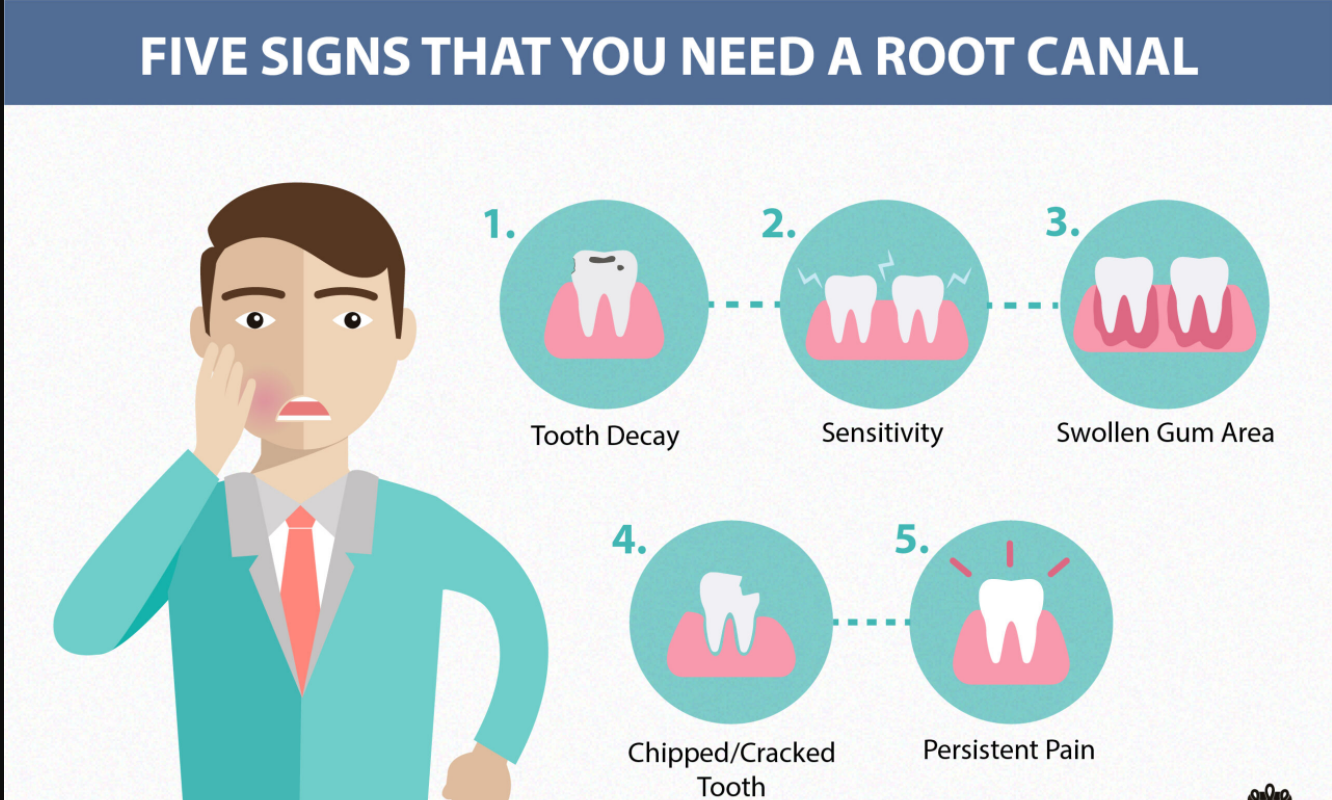 FIVE SIGNS THAT YOU NEED A ROOT CANAL
1.
Tooth Decay
2.
Sensitivity
3.
Swollen Gum Area
4.
Chipped/Cracked
Tooth
5.
Persistent Pain